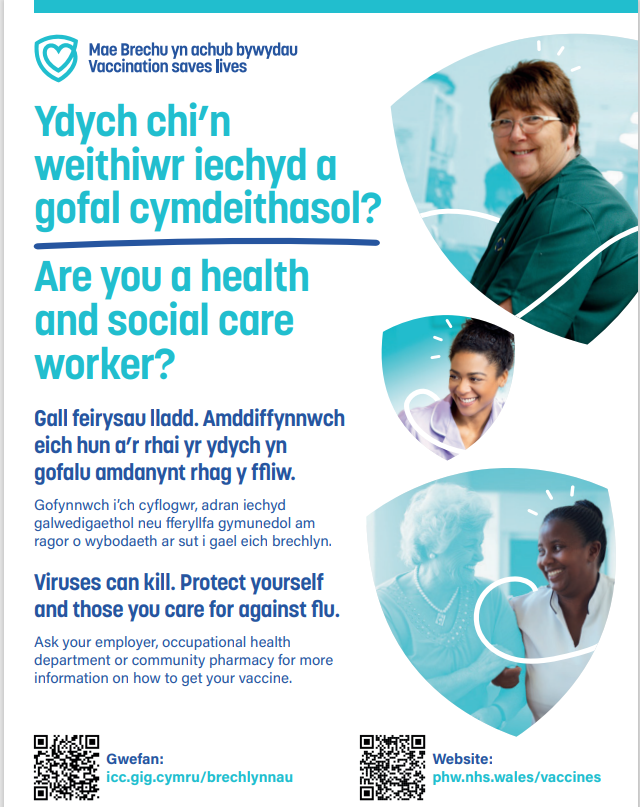 Mae Brechu yn achub bywydau
Vaccination saves lives
Ydych chi’n
weithiwr iechyd a
gofal cymdeithasol?
Are you a health
and social care
worker?
Gall feirysau lladd. Amddiffynnwch
eich hun a’r rhai yr ydych yn
gofalu amdanynt rhag y ffliw.
Gofynnwch i’ch cyflogwr, adran iechyd
galwedigaethol neu fferyllfa gymunedol am
ragor o wybodaeth ar sut i gael eich brechlyn.
Viruses can kill. Protect yourself
and those you care for against flu.
Ask your employer, occupational health
department or community pharmacy for more
information on how to get your vaccine.
Gwefan:
icc.gig.cymru/brechlynnau
Website:
phw.nhs.wales/vaccines